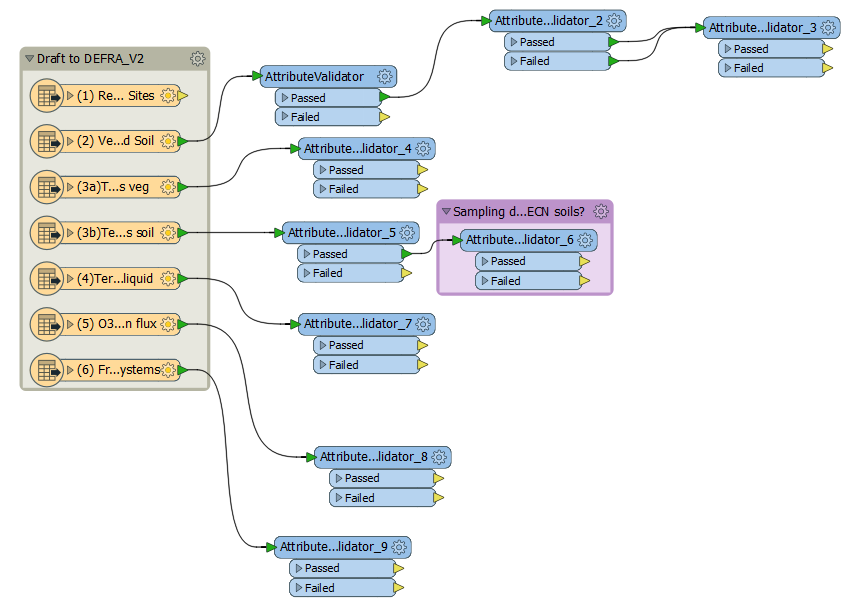 Draft to DEFRA_V2
(1) Re... Sites
(2) Ve...d Soil
(3a)T...s veg
(3b)Te...s soil
(4)Ter...liquid
(5) O3...n flux
(6) Fr...ystems
AttributeValidator
Passed
Failed
Attribute...lidator_2
Passed
Failed
Attribute...lidator_3
Passed
Failed
Attribute...lidator_4
Passed
Failed
Attribute...lidator_5
Passed
Failed
Sampling d...ECN soils?
Attribute...lidator_6
Passed
Failed
Attribute...lidator_7
Passed
Failed
Attribute...lidator_8
Passed
Failed
Attribute...lidator_9
Passed
Failed